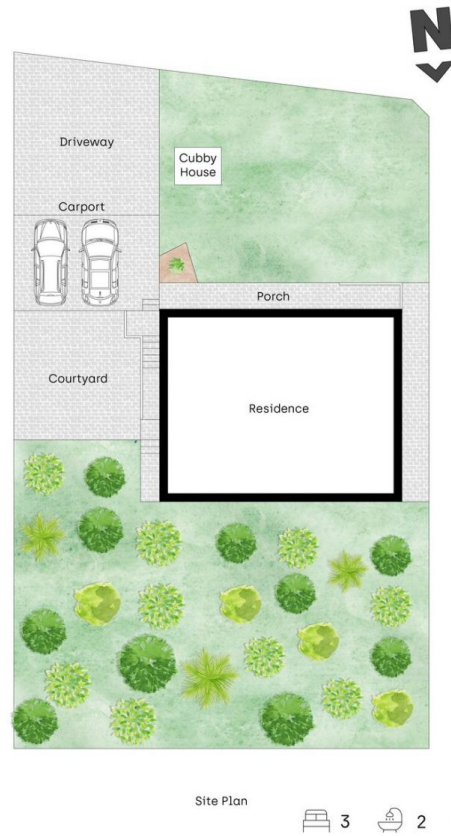 N
Driveway
Cubby
House
Carport
Porch
Courtyard
Residence
Site Plan
3 2